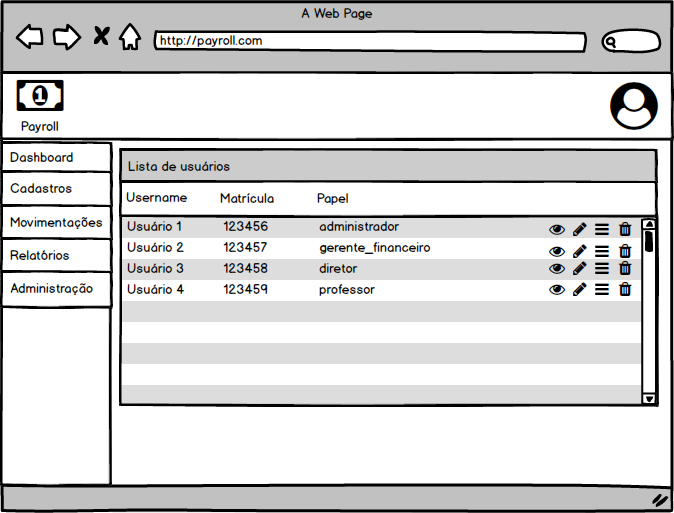 A Web Page
http://payroll.com
1
Payroll
Dashboard
Cadastros
Movimentações
Relatórios
Administração
Lista de usuários
Username Matrícula Papel
Usuário 1 123456 administrador
Usuário 2 123457 gerente_financeiro
Usuário 3 123458 diretor
Usuário 4 123459 professor